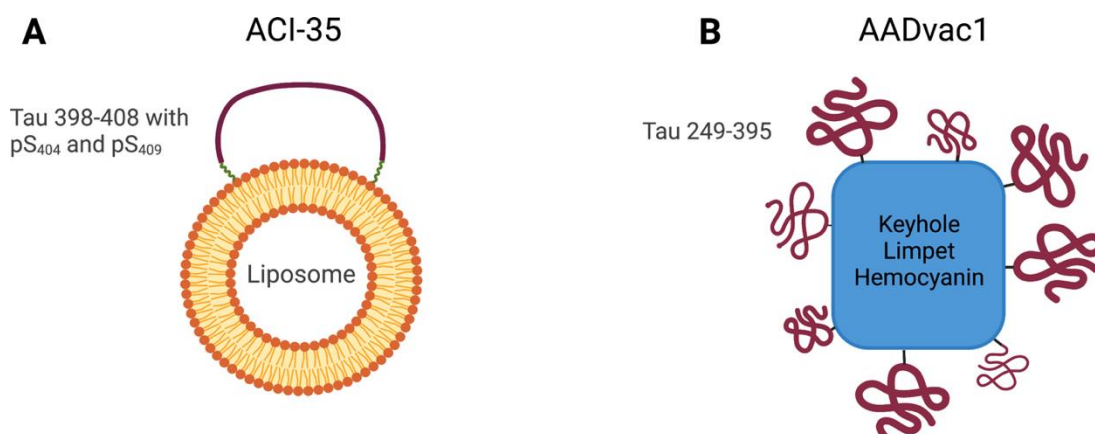 A
ACI-35
Tau 398-408 with
pS₄₀₄ and pS₄₀₉
Liposome
B
AADvac1
Tau 249-395
Keyhole
Limpet
Hemocyanin